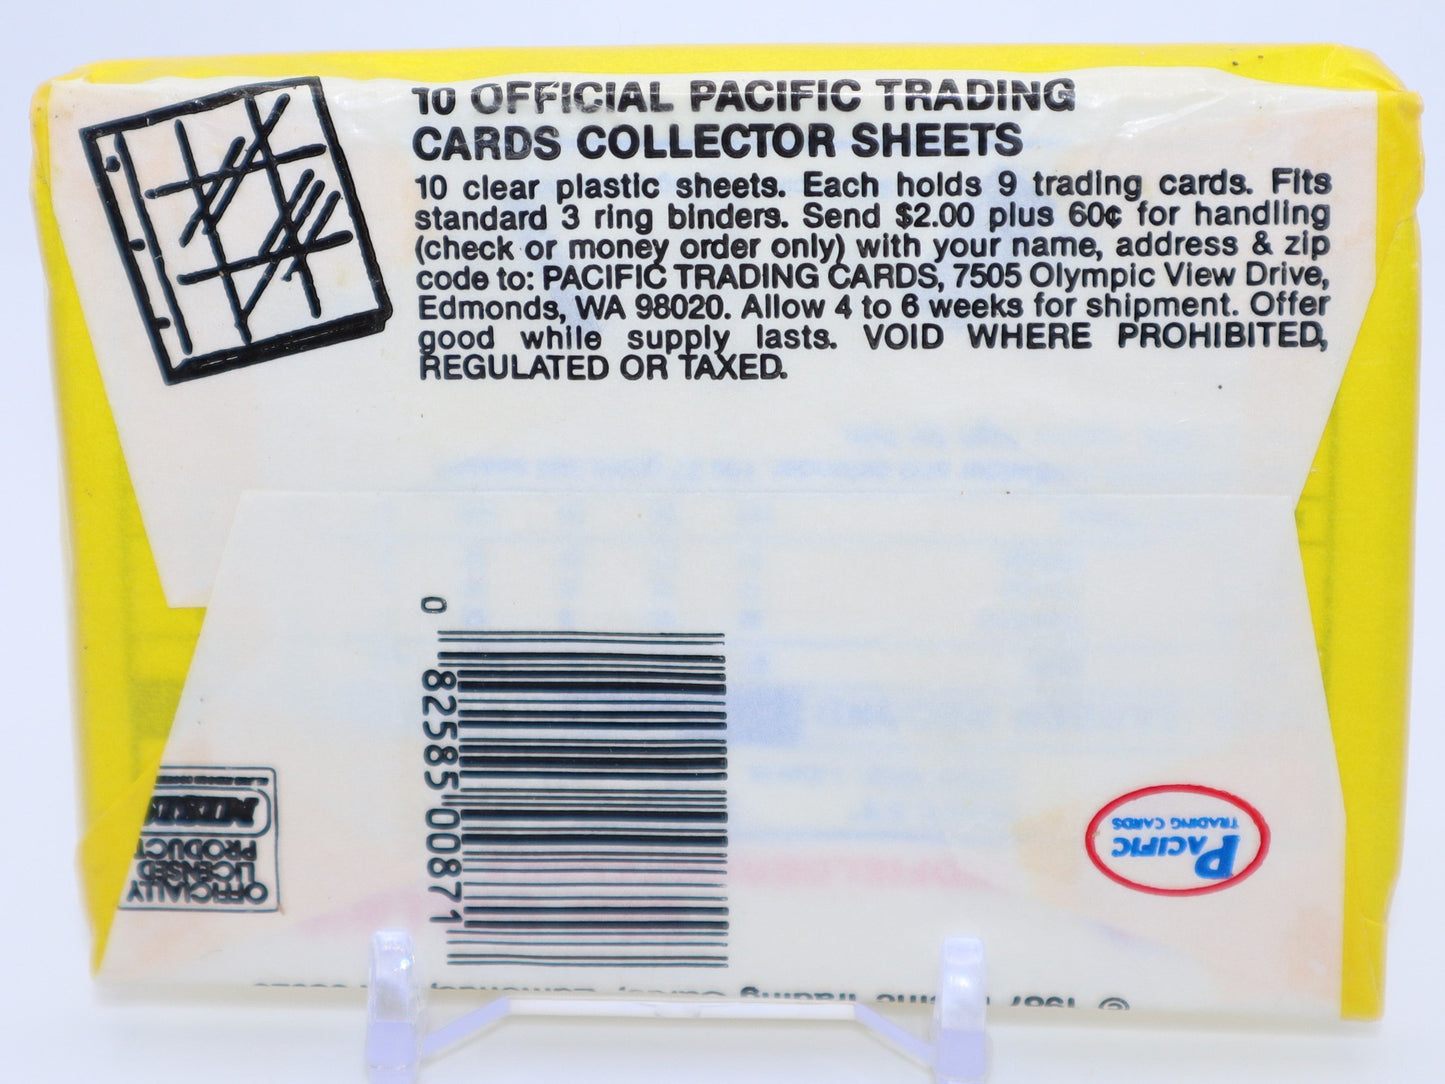 10 OFFICIAL PACIFIC TRADING
CARDS COLLECTOR SHEETS
10 clear plastic sheets. Each holds 9 trading cards. Fits
standard 3 ring binders. Send $2.00 plus 60¢ for handling
(check or money order only) with your name, address & zip
code to: PACIFIC TRADING CARDS, 7505 Olympic View Drive,
Edmonds, WA 98020. Allow 4 to 6 weeks for shipment. Offer
good while supply lasts. VOID WHERE PROHIBITED,
REGULATED OR TAXED.
0 82585 00871
OFFICIALLY
LICENSED
PRODUCT
PACIFIC
TRADING CARDS
© 1987
Trading Cards, Edmonds,